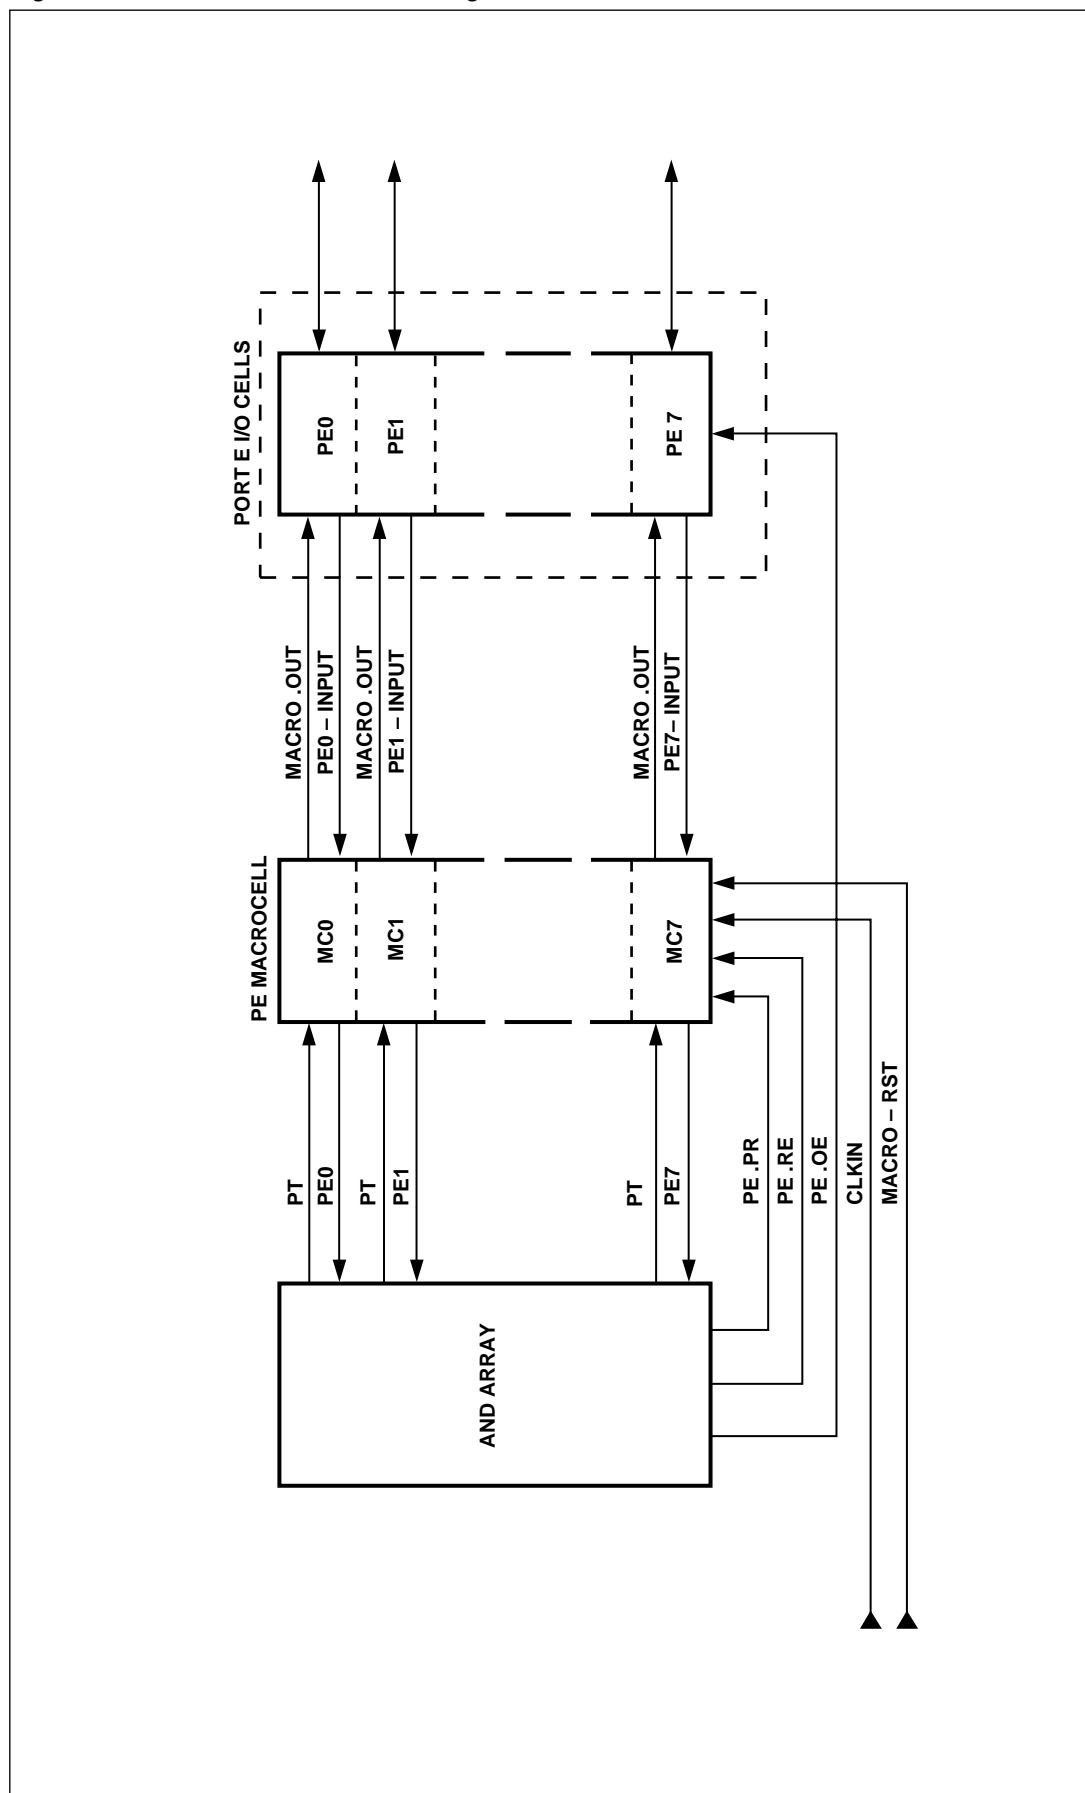 PORT E I/O CELLS
PE0
PE1
PE 7
MACRO .OUT
PE0 – INPUT
MACRO .OUT
PE1 – INPUT
MACRO .OUT
PE7– INPUT
PE MACROCELL
MC0
MC1
MC7
PT
PE0
PT
PE1
PT
PE7
PE .PR
PE .RE
PE .OE
CLKIN
MACRO – RST
AND ARRAY